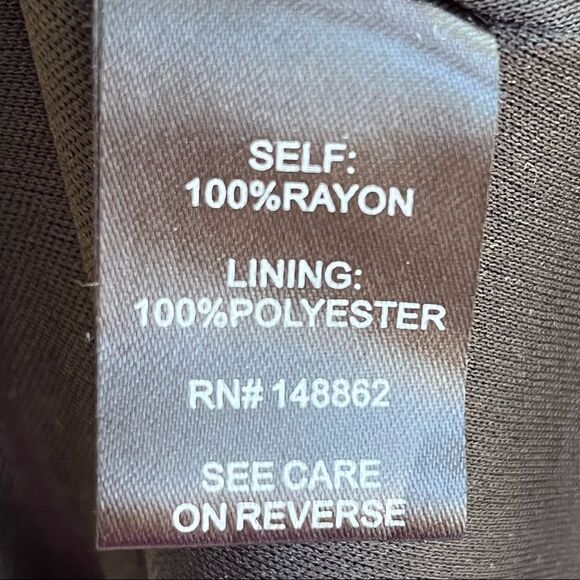 SELF:
100%RAYON
LINING:
100%POLYESTER
RN# 148862
SEE CARE
ON REVERSE